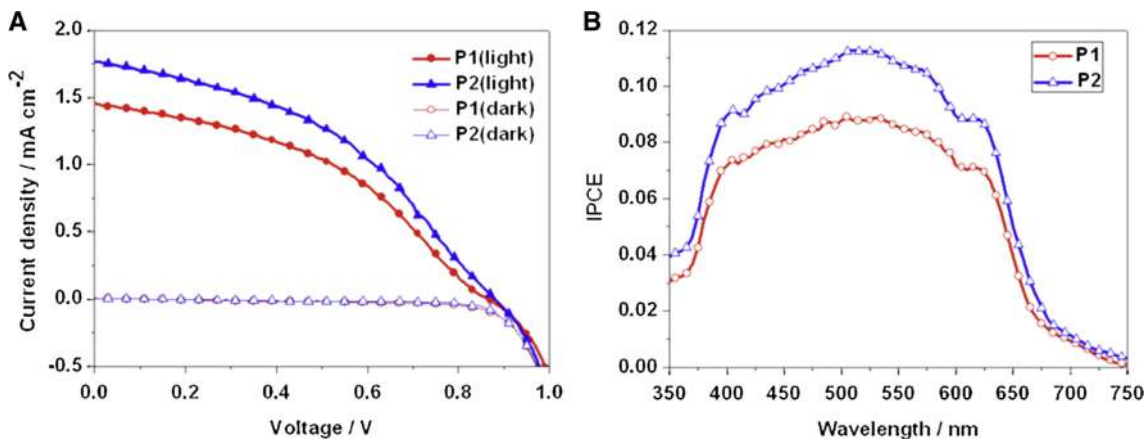 A
2.0
1.5
1.0
0.5
0.0
-0.5
0.0 0.2 0.4 0.6 0.8 1.0
Voltage / V
Current density / mA cm⁻²
P1(light)
P2(light)
P1(dark)
P2(dark)
B
0.12
0.10
0.08
0.06
0.04
0.02
0.00
350 400 450 500 550 600 650 700 750
Wavelength / nm
IPCE
P1
P2